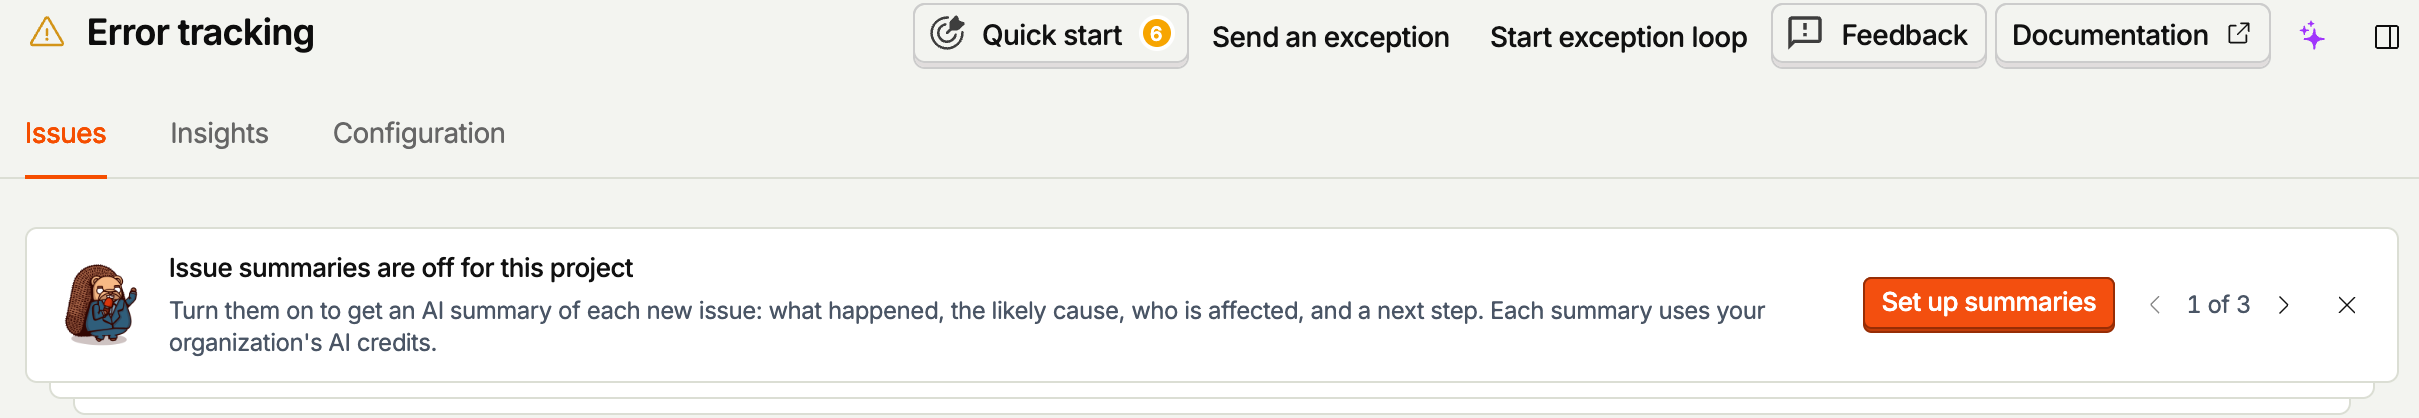 Error tracking
Quick start 6
Send an exception
Start exception loop
Feedback
Documentation
Issues
Insights
Configuration
Issue summaries are off for this project
Turn them on to get an AI summary of each new issue: what happened, the likely cause, who is affected, and a next step. Each summary uses your
organization's AI credits.
Set up summaries
1 of 3